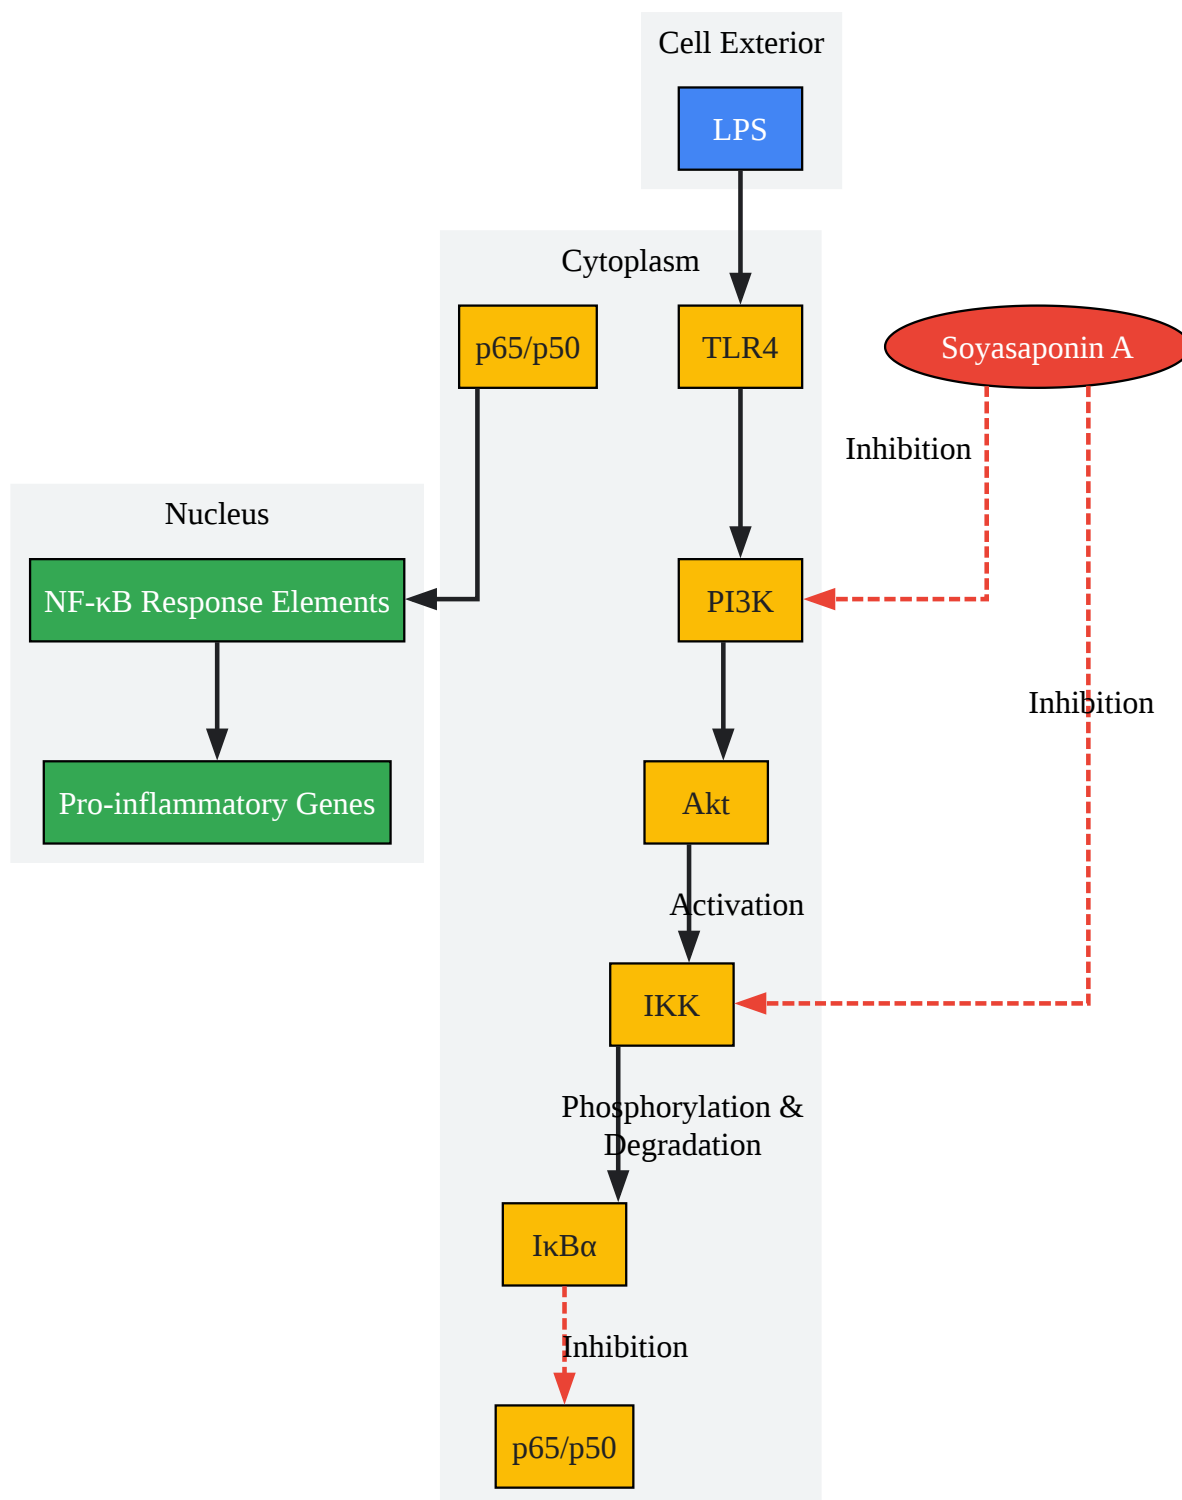 Cell Exterior
LPS
Cytoplasm
p65/p50
TLR4
Soyasaponin A
Inhibition
Nucleus
NF-κB Response Elements
PI3K
Inhibition
Pro-inflammatory Genes
Akt
Activation
IKK
Phosphorylation &
Degradation
IκBα
Inhibition
p65/p50